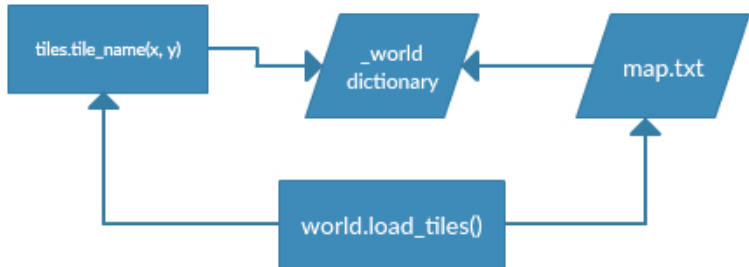 tiles.tile_name(x, y)
_world
dictionary
map.txt
world.load_tiles()